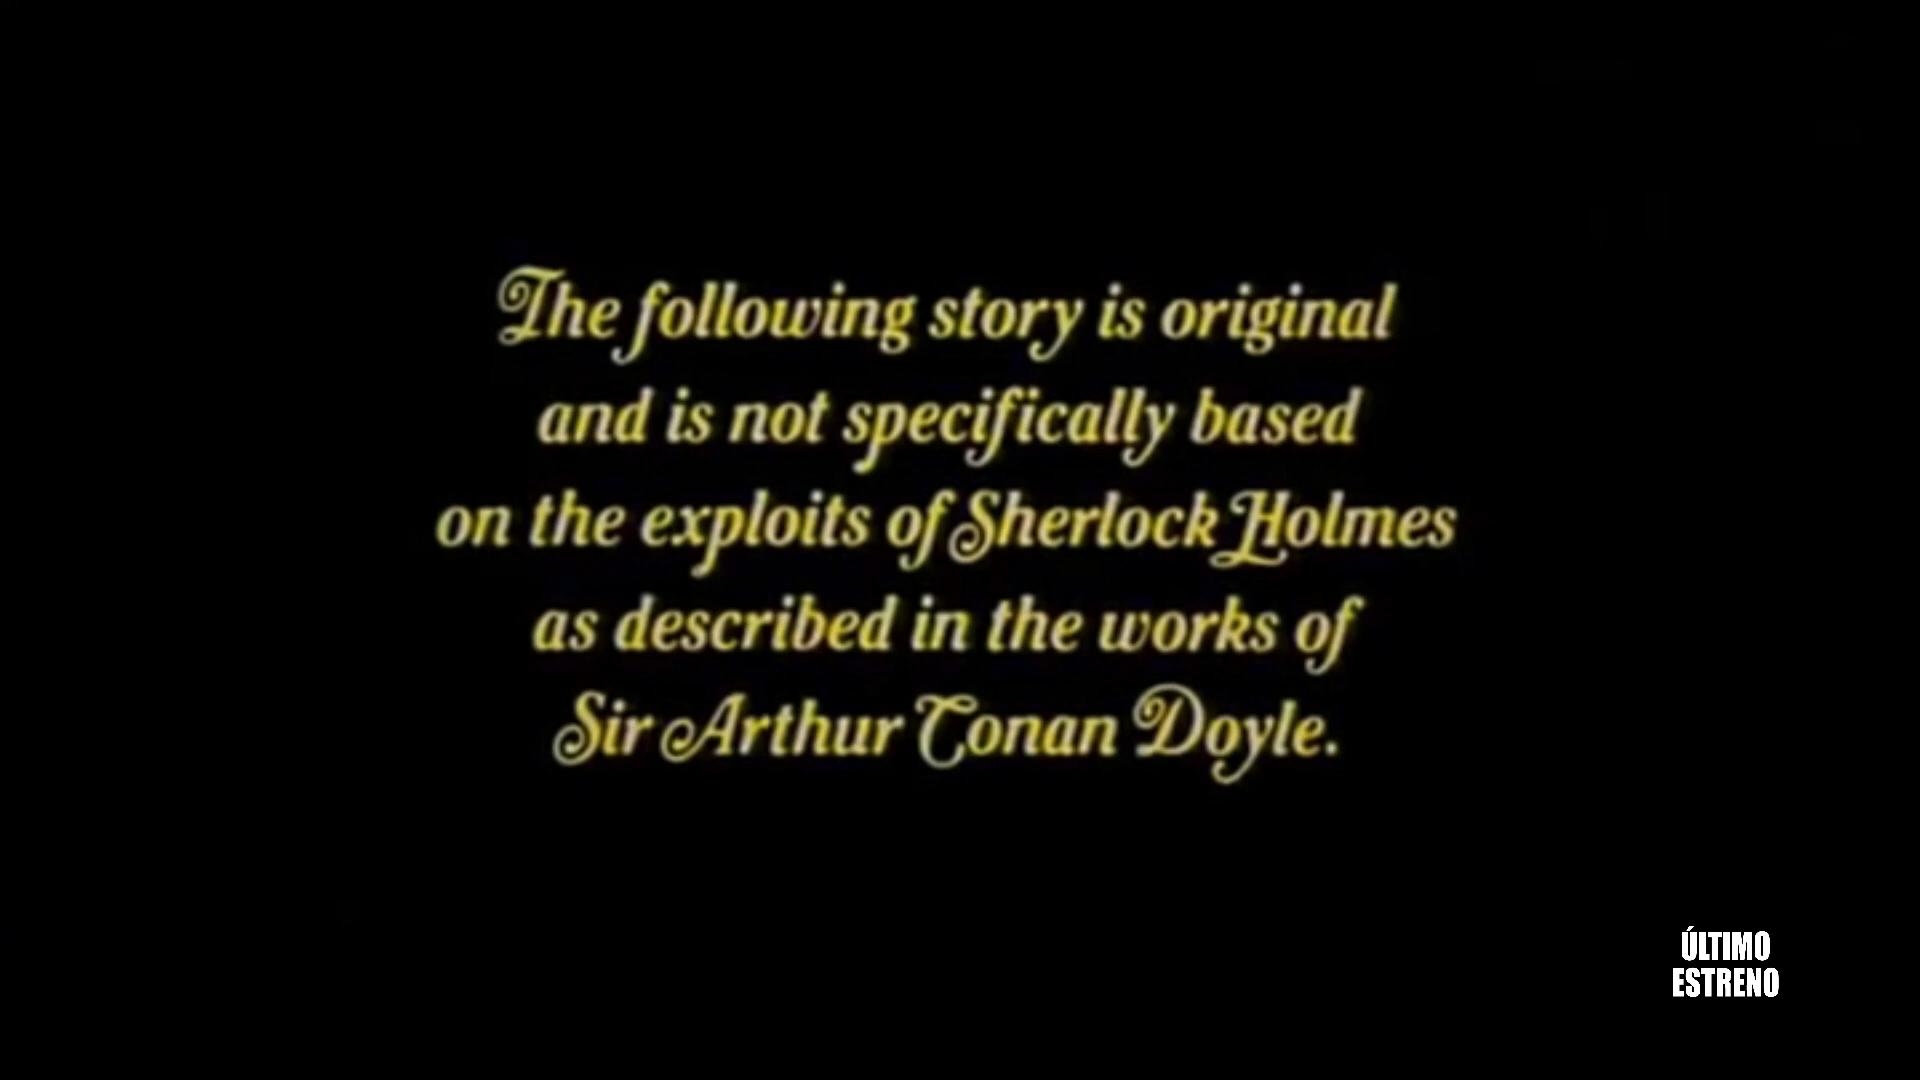 The following story is original
and is not specifically based
on the exploits of Sherlock Holmes
as described in the works of
Sir Arthur Conan Doyle.
ÚLTIMO
ESTRENO